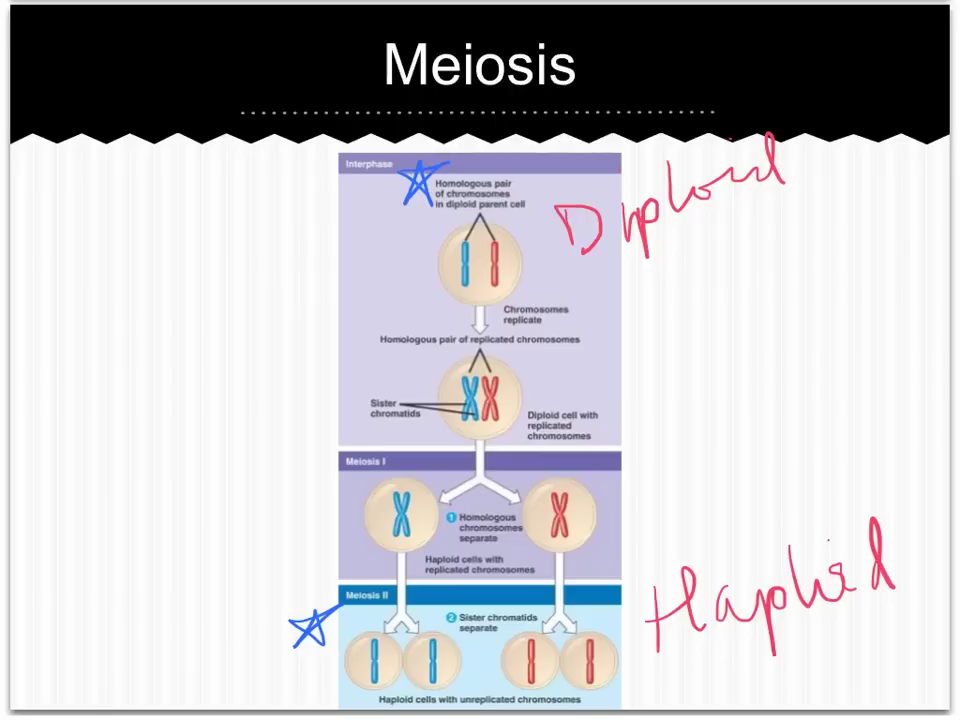 Meiosis
Interphase
Homologous pair
of chromosomes
in diploid parent cell
Diploid
Chromosomes
replicate
Homologous pair of replicated chromosomes
Sister
chromatids
Diploid cell with
replicated
chromosomes
Meiosis I
1 Homologous
chromosomes
separate
Haploid cells with
replicated chromosomes
Haploid
Meiosis II
2 Sister chromatids
separate
Haploid cells with unreplicated chromosomes